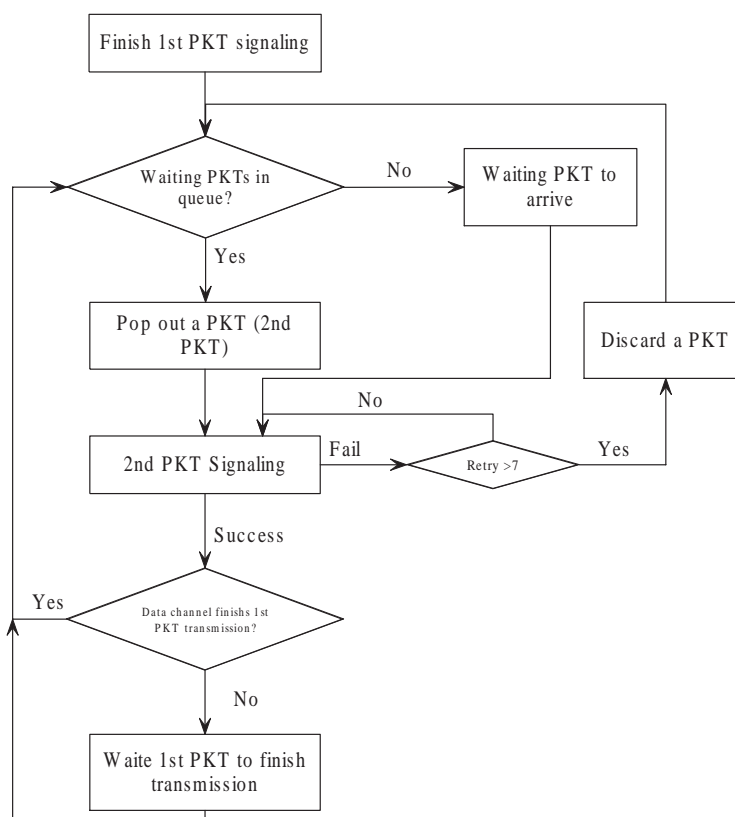 Finish 1st PKT signaling
Waiting PKTs in
queue?
No
Waiting PKT to
arrive
Yes
Pop out a PKT (2nd
PKT)
Discard a PKT
No
2nd PKT Signaling
Fail
Retry >7
Yes
Success
Yes
Data channel finishs 1st
PKT transmission?
No
Waite 1st PKT to finish
transmission